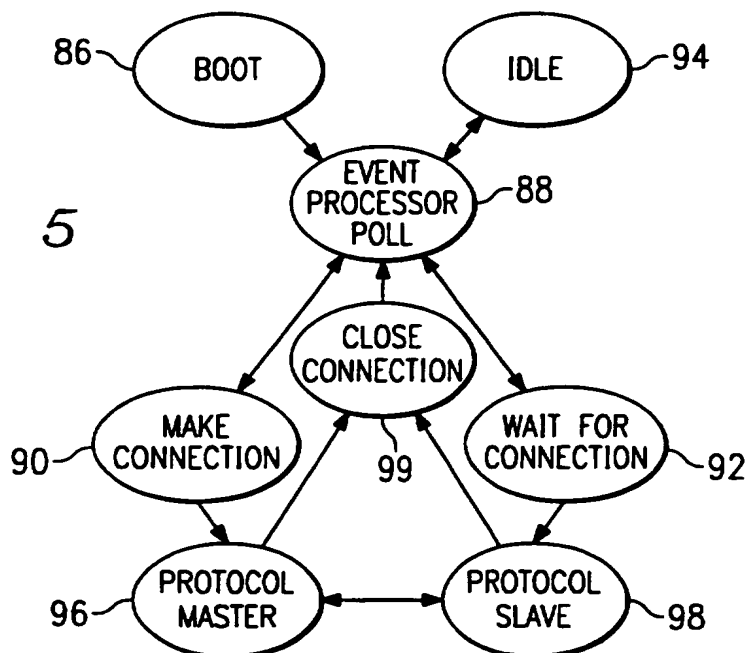 86
BOOT
IDLE
94
EVENT
PROCESSOR
POLL
88
5
CLOSE
CONNECTION
99
90
MAKE
CONNECTION
WAIT FOR
CONNECTION
92
96
PROTOCOL
MASTER
PROTOCOL
SLAVE
98